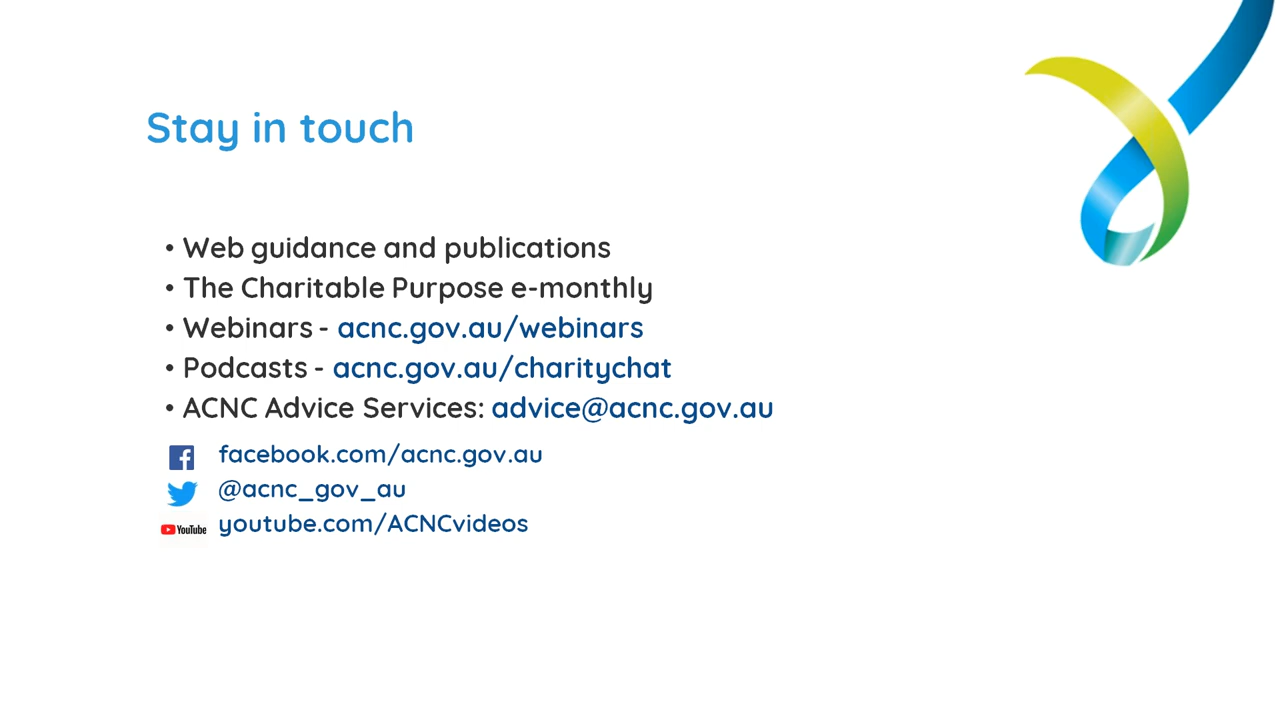 Stay in touch
• Web guidance and publications
• The Charitable Purpose e-monthly
• Webinars - acnc.gov.au/webinars
• Podcasts - acnc.gov.au/charitychat
• ACNC Advice Services: advice@acnc.gov.au
facebook.com/acnc.gov.au
@acnc_gov_au
YouTube youtube.com/ACNCvideos